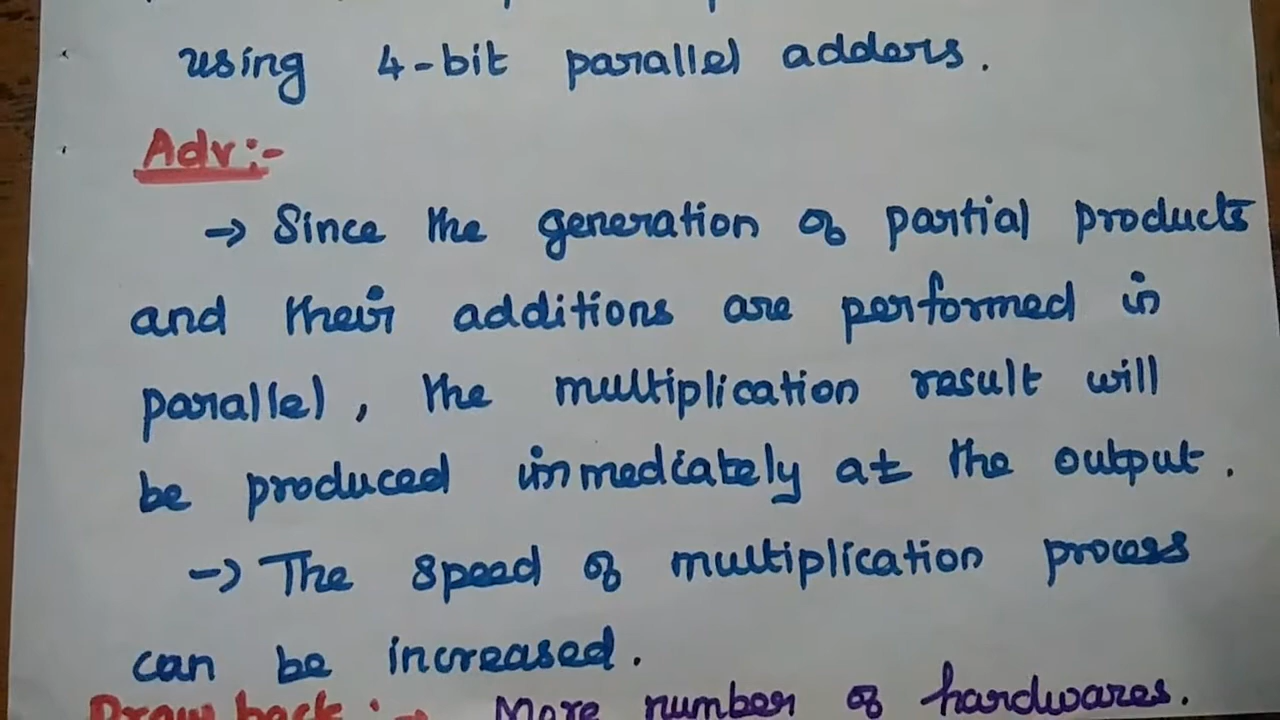 using 4-bit parallel adders.
Adv:-
→ Since the generation of partial products
and their additions are performed in
parallel, the multiplication result will
be produced immediately at the output.
→ The speed of multiplication process
can be increased.
Draw back:→ More number of hardwares.